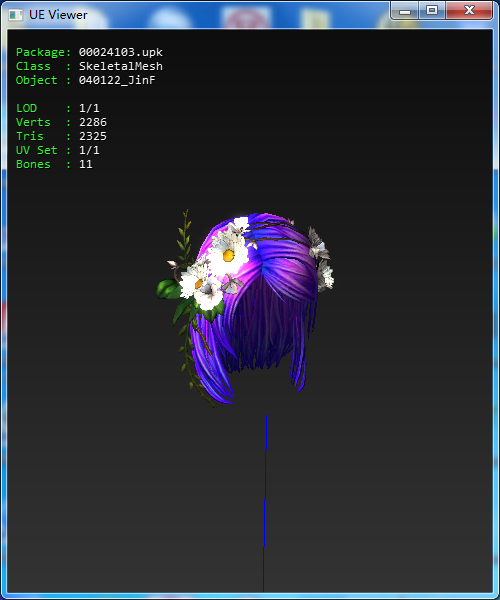 UE Viewer
Package: 00024103.upk
Class : SkeletalMesh
Object : 040122_JinF
LOD : 1/1
Verts : 2286
Tris : 2325
UV Set : 1/1
Bones : 11